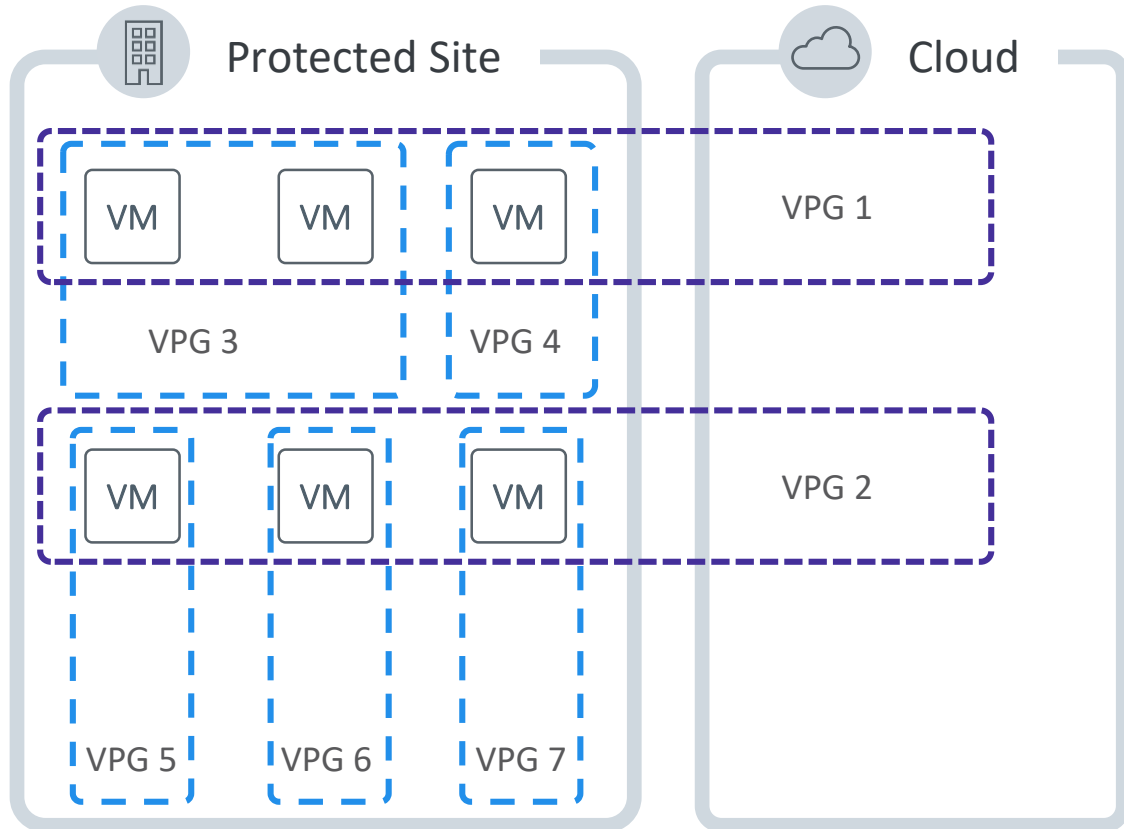 Protected Site
Cloud
VM VM VM VPG 1
VPG 3 VPG 4
VM VM VM VPG 2
VPG 5 VPG 6 VPG 7